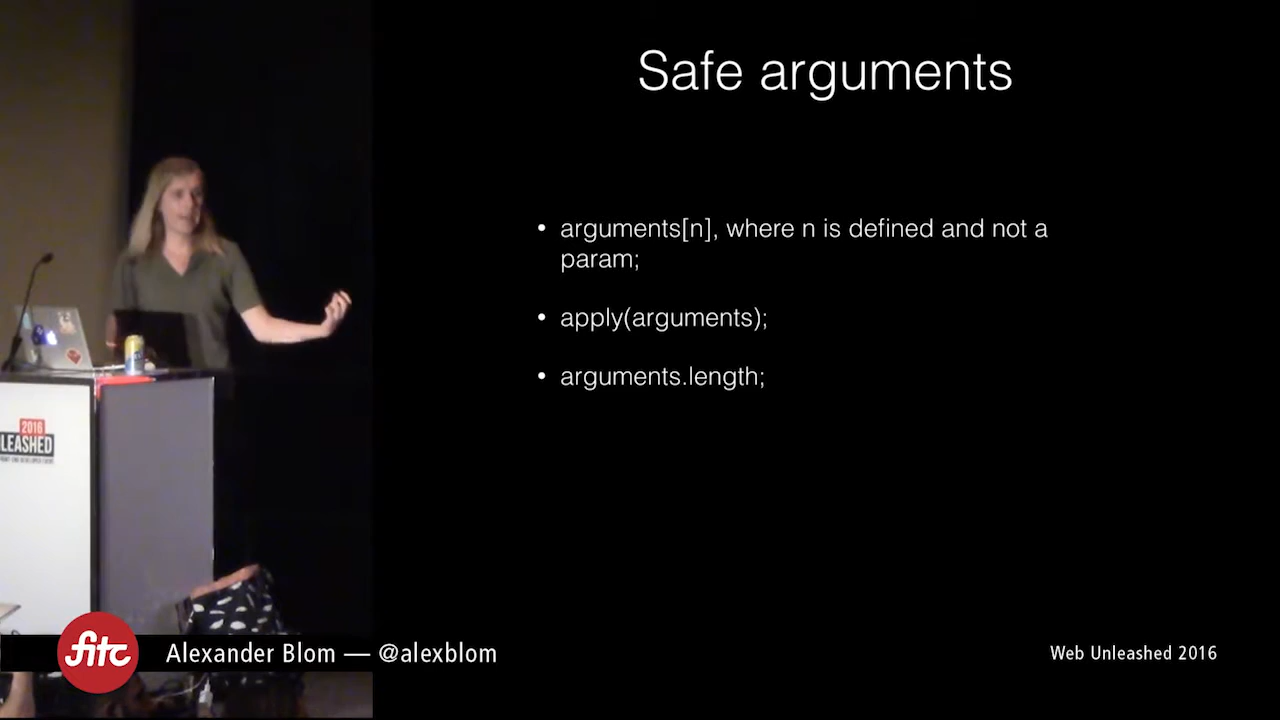 Safe arguments
• arguments[n], where n is defined and not a
param;
• apply(arguments);
• arguments.length;
2016
LEASHED
fitc
Alexander Blom — @alexblom
Web Unleashed 2016